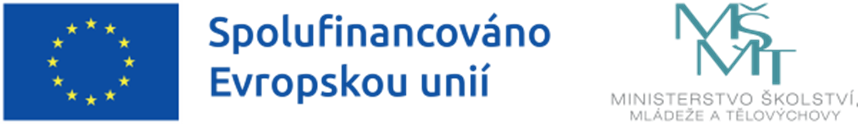 Spolufinancováno
Evropskou unií
MŠMT
MINISTERSTVO ŠKOLSTVÍ,
MLÁDEŽE A TĚLOVÝCHOVY